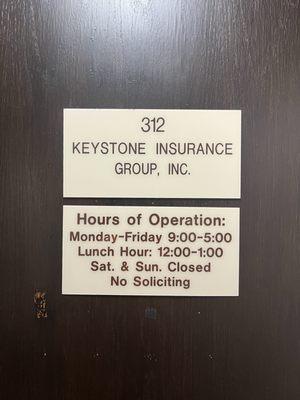 312
KEYSTONE INSURANCE
GROUP, INC.
Hours of Operation:
Monday-Friday 9:00-5:00
Lunch Hour: 12:00-1:00
Sat. & Sun. Closed
No Soliciting